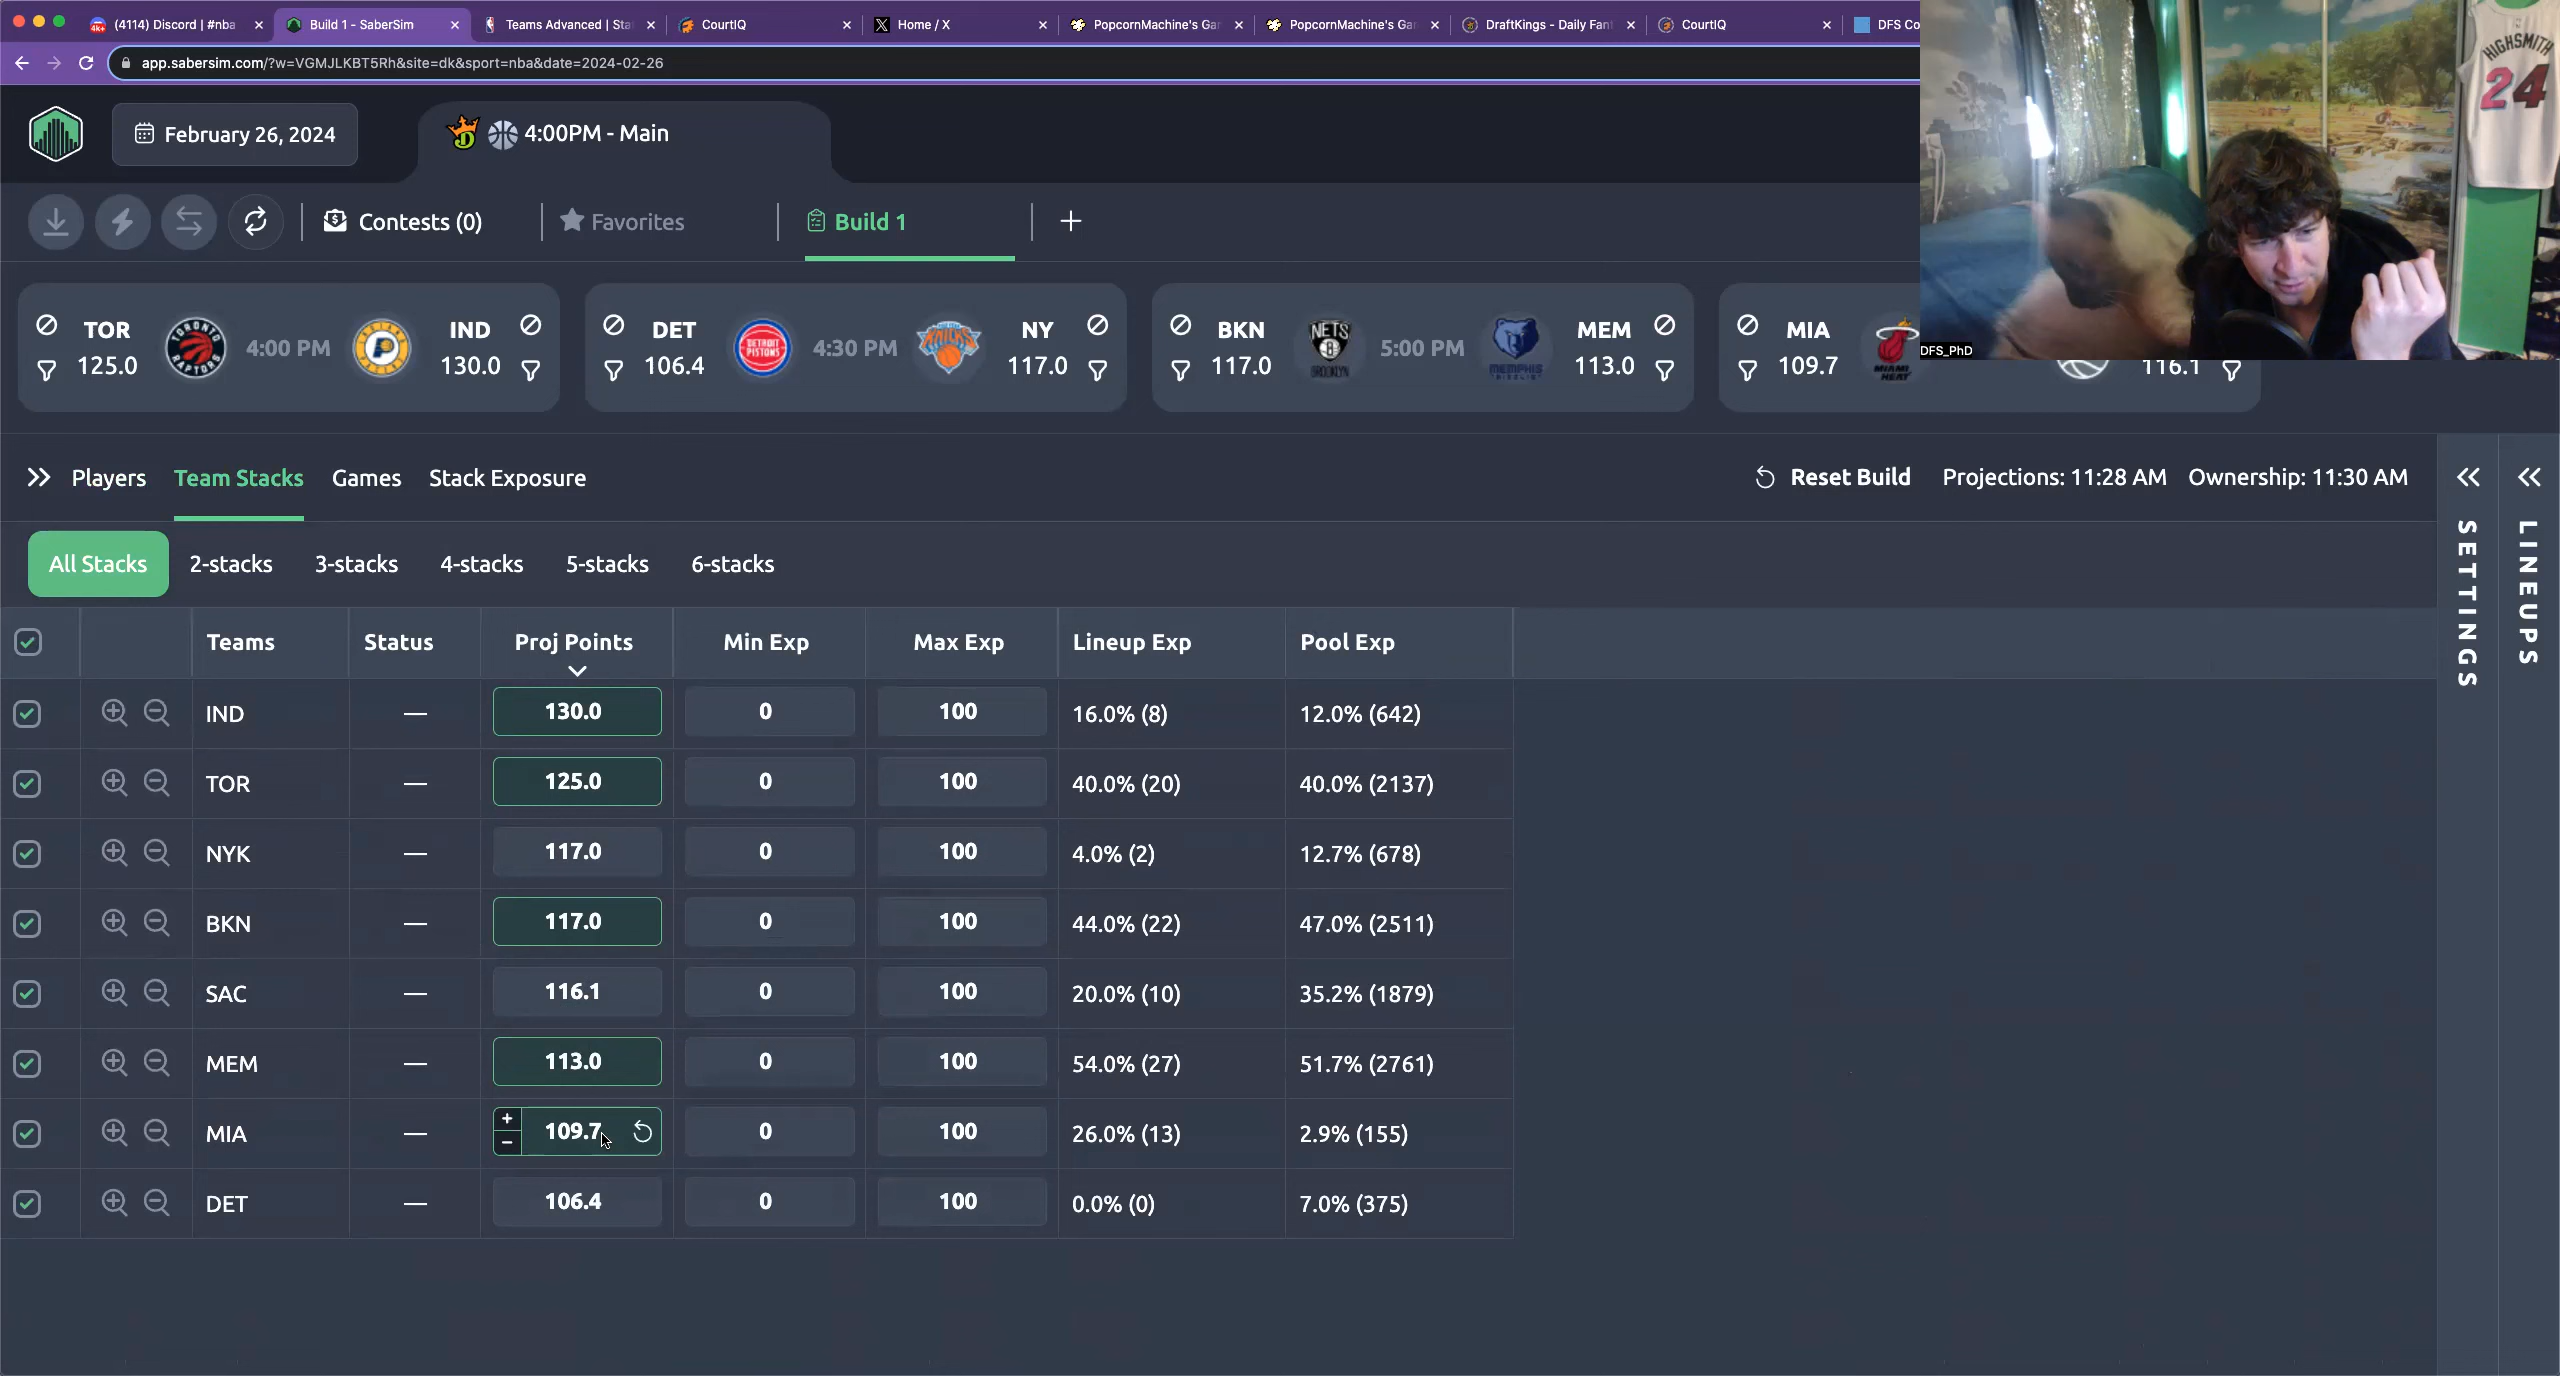 (4114) Discord | #nba
Build 1 - SaberSim
Teams Advanced | Sta
CourtIQ
Home / X
PopcornMachine's Ga
PopcornMachine's Ga
DraftKings - Daily Fant
CourtIQ
DFS Co
app.sabersim.com/?w=VGMJLKBT5Rh&site=dk&sport=nba&date=2024-02-26
HIGHSMITH
24
DFS_PhD
February 26, 2024
4:00PM - Main
Contests (0)
Favorites
Build 1
TOR
125.0
4:00 PM
IND
130.0
DET
106.4
4:30 PM
NY
117.0
BKN
117.0
NETS
5:00 PM
MEM
113.0
MIA
109.7
116.1
Players
Team Stacks
Games
Stack Exposure
Reset Build
Projections: 11:28 AM
Ownership: 11:30 AM
SETTINGS
LINEUPS
All Stacks
2-stacks
3-stacks
4-stacks
5-stacks
6-stacks
Teams Status Proj Points Min Exp Max Exp Lineup Exp Pool Exp
IND — 130.0 0 100 16.0% (8) 12.0% (642)
TOR — 125.0 0 100 40.0% (20) 40.0% (2137)
NYK — 117.0 0 100 4.0% (2) 12.7% (678)
BKN — 117.0 0 100 44.0% (22) 47.0% (2511)
SAC — 116.1 0 100 20.0% (10) 35.2% (1879)
MEM — 113.0 0 100 54.0% (27) 51.7% (2761)
MIA — 109.7 0 100 26.0% (13) 2.9% (155)
DET — 106.4 0 100 0.0% (0) 7.0% (375)